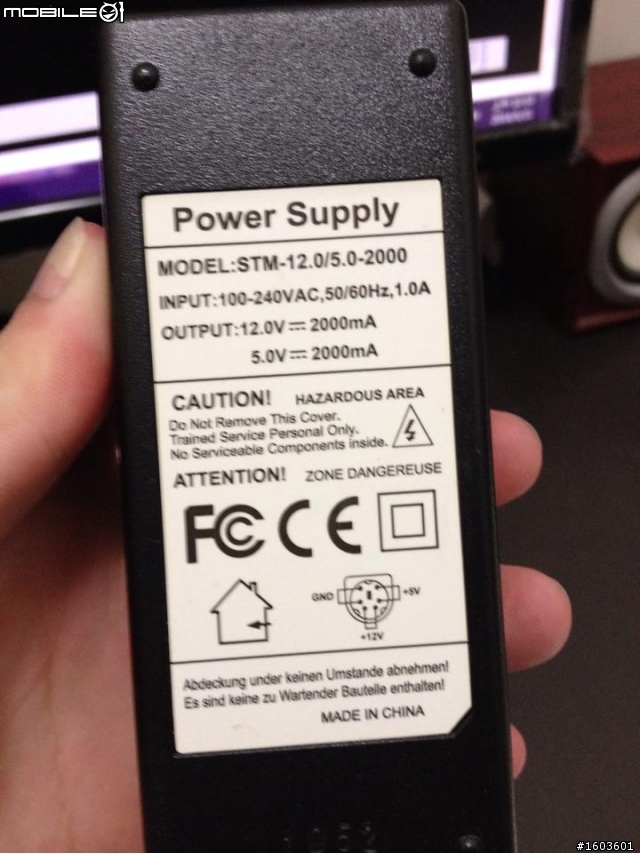 MOBILE01
Power Supply
MODEL:STM-12.0/5.0-2000
INPUT:100-240VAC,50/60Hz,1.0A
OUTPUT:12.0V⎓2000mA
5.0V⎓2000mA
CAUTION! HAZARDOUS AREA
Do Not Remove This Cover.
Trained Service Personal Only.
No Serviceable Components inside.
ATTENTION! ZONE DANGEREUSE
FC CE
GND +5V
+12V
Abdeckung under keinen Umstande abnehmen!
Es sind keine zu Wartender Bauteile enthalten!
MADE IN CHINA
#1603601